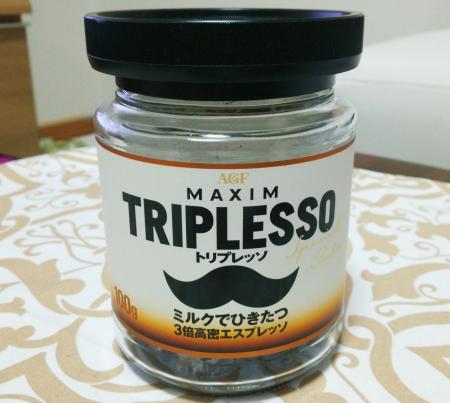 AGF
MAXIM
TRIPLESSO
トリプレッソ
100g
ミルクでひきたつ
3倍高密エスプレッソ